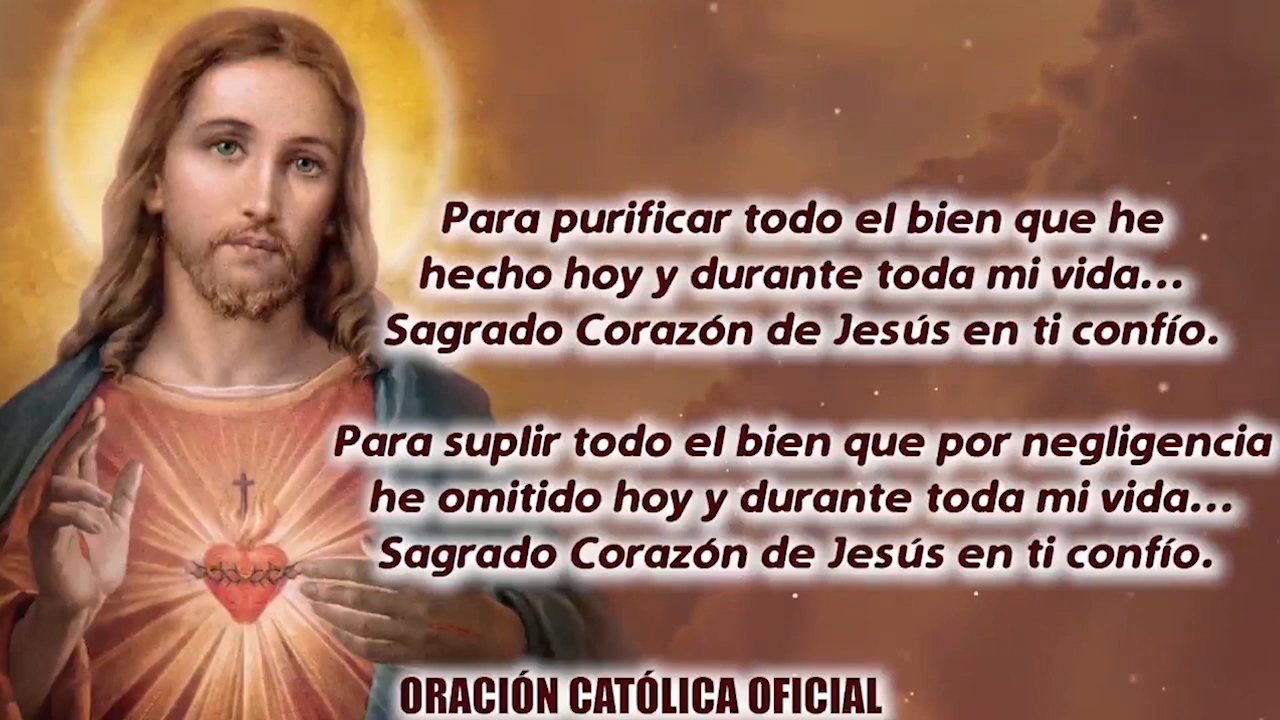 Para purificar todo el bien que he
hecho hoy y durante toda mi vida...
Sagrado Corazón de Jesús en ti confío.
Para suplir todo el bien que por negligencia
he omitido hoy y durante toda mi vida...
Sagrado Corazón de Jesús en ti confío.
ORACIÓN CATÓLICA OFICIAL